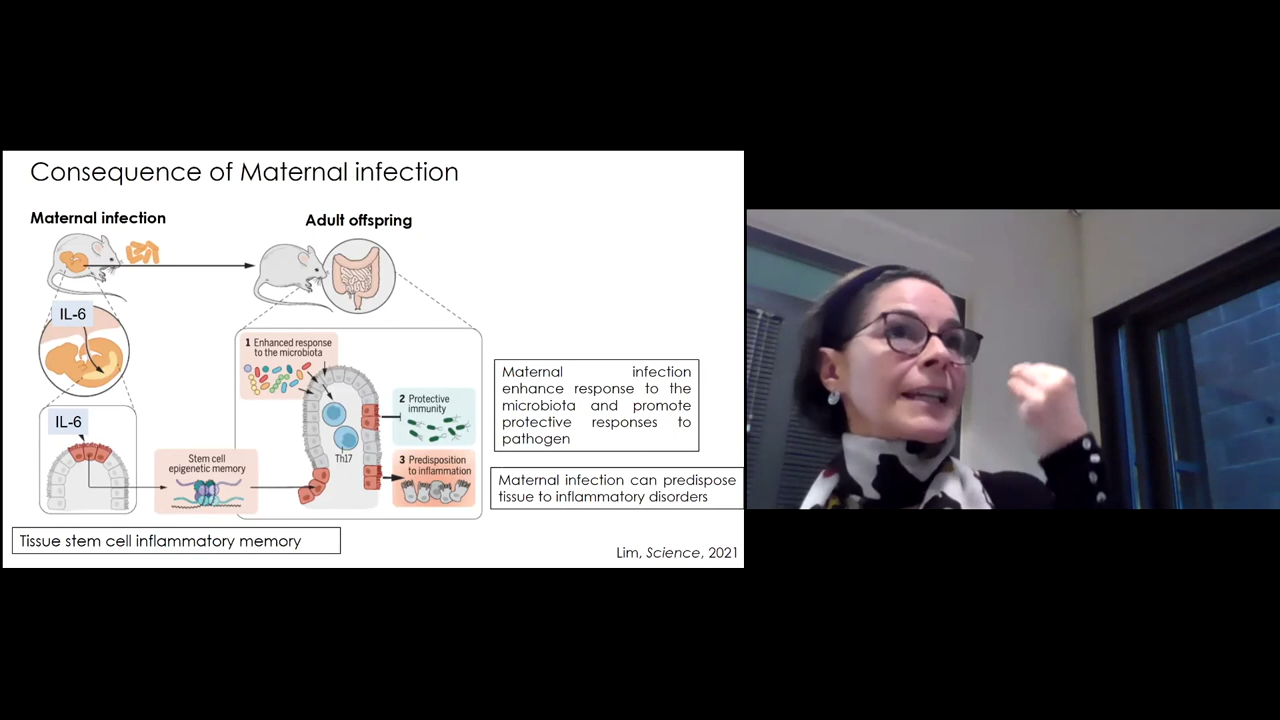 Consequence of Maternal infection
Maternal infection
Adult offspring
IL-6
IL-6
Stem cell
epigenetic memory
1 Enhanced response
to the microbiota
Th17
2 Protective
immunity
3 Predisposition
to inflammation
Maternal infection
enhance response to the
microbiota and promote
protective responses to
pathogen
Maternal infection can predispose
tissue to inflammatory disorders
Tissue stem cell inflammatory memory
Lim, Science, 2021